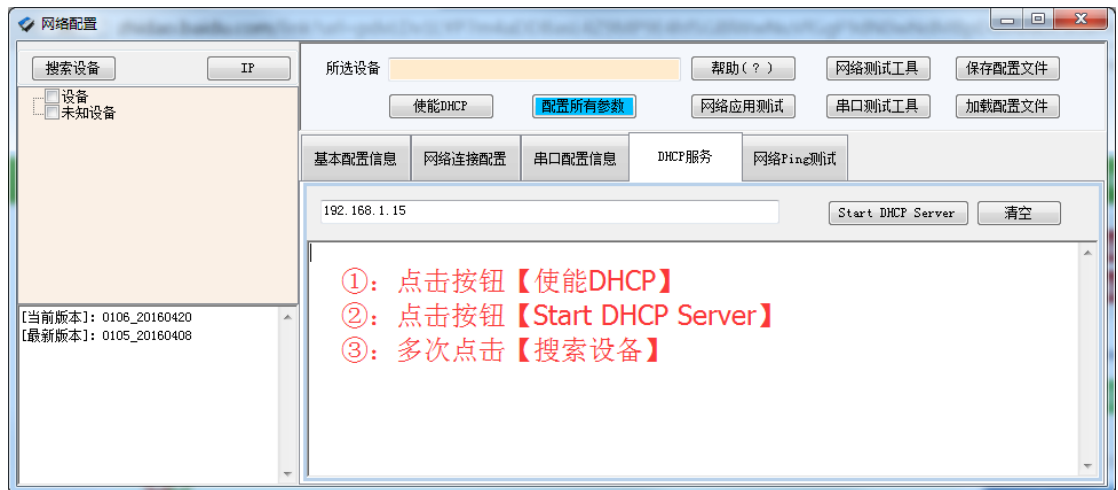 网络配置
搜索设备
IP
设备
未知设备
[当前版本]: 0106_20160420
[最新版本]: 0105_20160408
所选设备
帮助(?)
网络测试工具
保存配置文件
使能DHCP
配置所有参数
网络应用测试
串口测试工具
加载配置文件
基本配置信息
网络连接配置
串口配置信息
DHCP服务
网络Ping测试
192.168.1.15
Start DHCP Server
清空
①：点击按钮【使能DHCP】
②：点击按钮【Start DHCP Server】
③：多次点击【搜索设备】